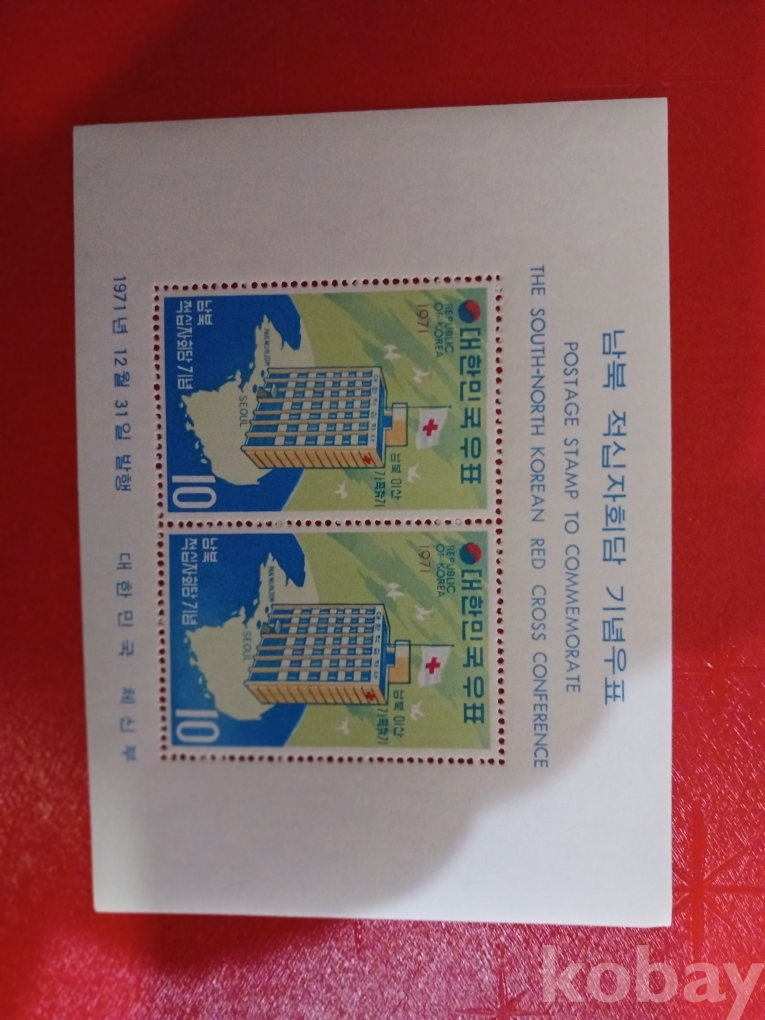 남북 적십자회담 기념우표
POSTAGE STAMP TO COMMEMORATE
THE SOUTH-NORTH KOREAN RED CROSS CONFERENCE
대한민국우표
REPUBLIC
OF KOREA
1971
남북 이산
가족찾기
SEOUL
남북
적십자회담 기념
10
대한민국우표
REPUBLIC
OF KOREA
1971
남북 이산
가족찾기
SEOUL
남북
적십자회담 기념
10
1971년 12월 31일 발행 대한민국 체신부
kobay